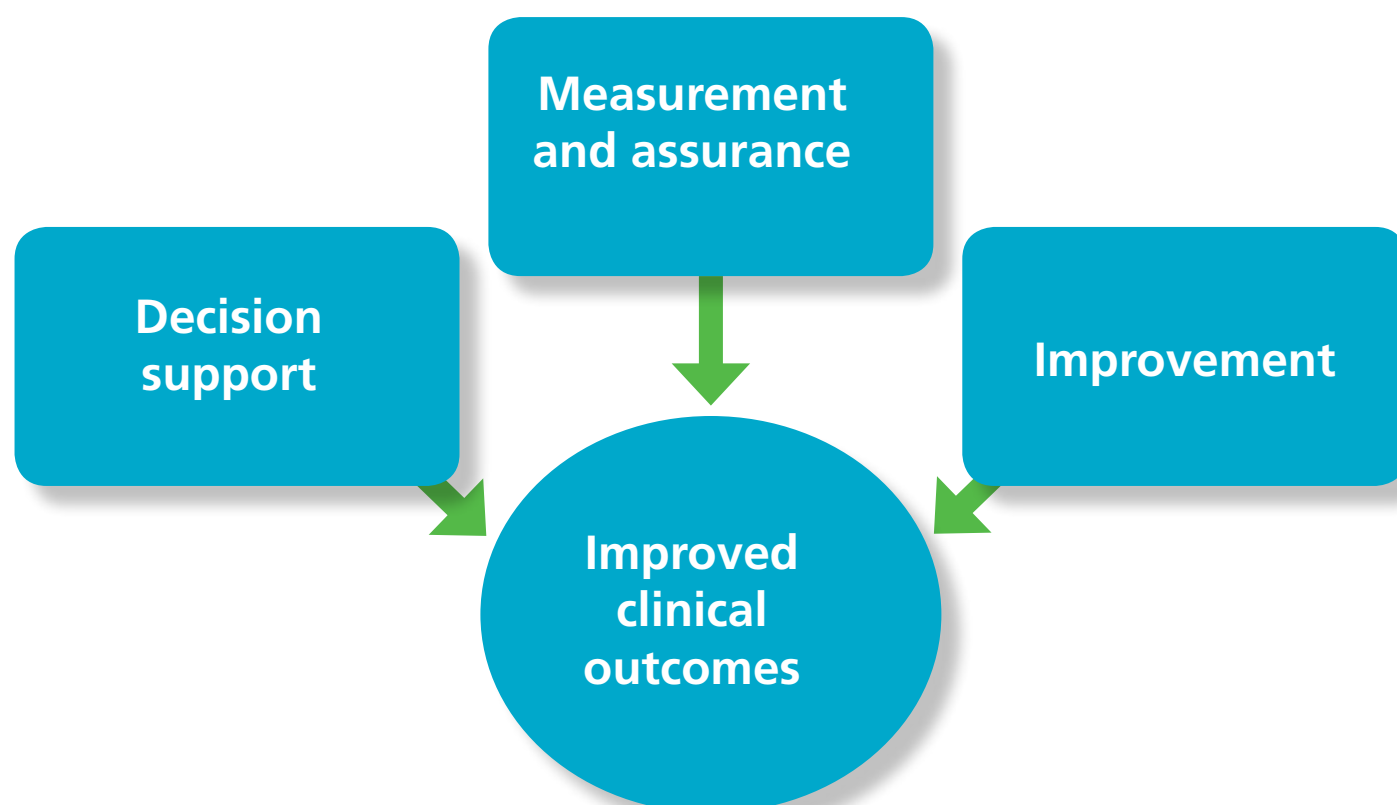 Measurement
and assurance
Decision
support
Improvement
Improved
clinical
outcomes